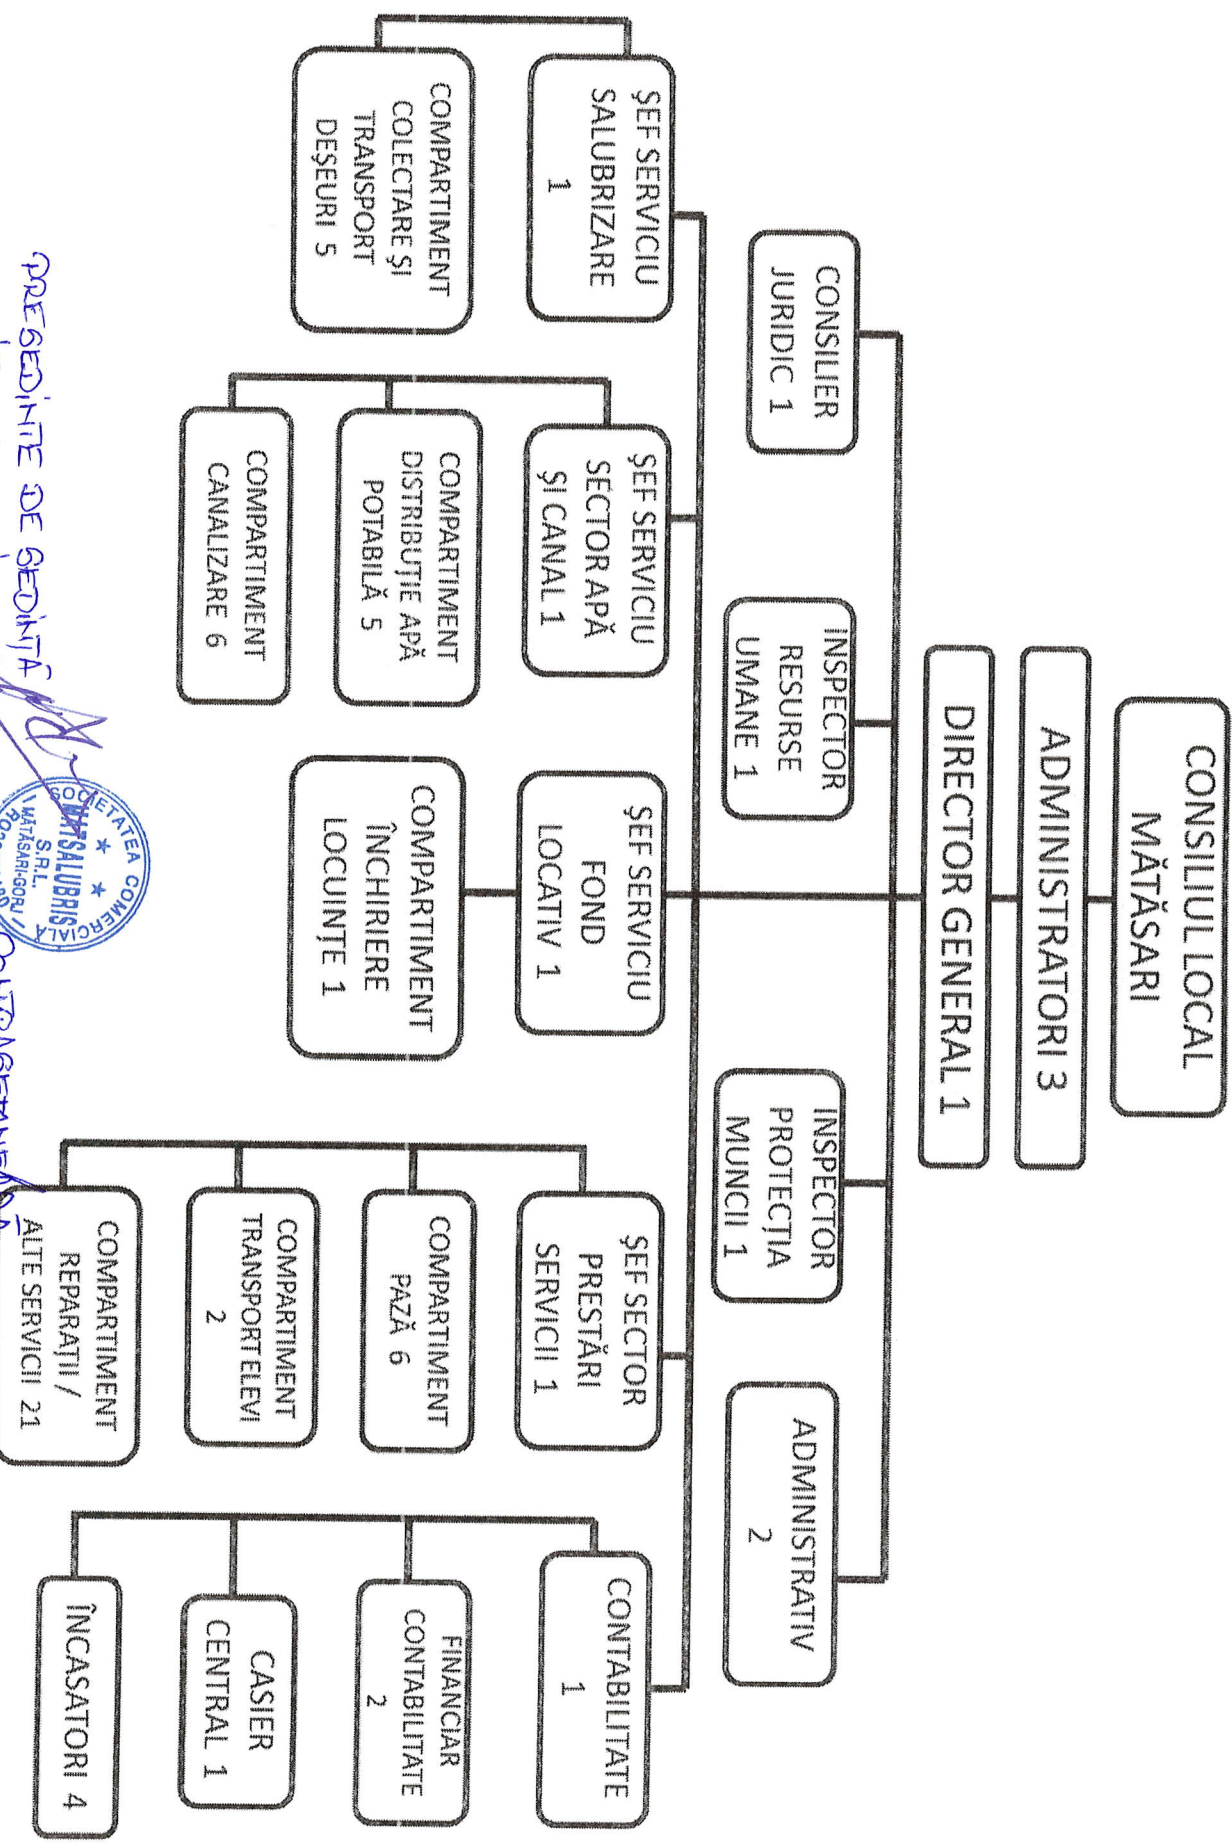 CONSILIUL LOCAL
MĂTĂSARI
ADMINISTRATORI 3
DIRECTOR GENERAL 1
CONSILIER
JURIDIC 1
INSPECTOR
RESURSE
UMANE 1
INSPECTOR
PROTECȚIA
MUNCII 1
ADMINISTRATIV
2
ȘEF SERVICIU
SALUBRIZARE
1
COMPARTIMENT
COLECTARE ȘI
TRANSPORT
DEȘEURI 5
ȘEF SERVICIU
SECTOR APĂ
ȘI CANAL 1
COMPARTIMENT
DISTRIBUȚIE APĂ
POTABILĂ 5
COMPARTIMENT
CANALIZARE 6
ȘEF SERVICIU
FOND
LOCATIV 1
COMPARTIMENT
ÎNCHIRIERE
LOCUINȚE 1
ȘEF SECTOR
PRESTĂRI
SERVICII 1
COMPARTIMENT
PAZĂ 6
COMPARTIMENT
TRANSPORT ELEVI
2
COMPARTIMENT
REPARAȚII /
ALTE SERVICII 21
CONTABILITATE
1
FINANCIAR
CONTABILITATE
2
CASIER
CENTRAL 1
ÎNCASATORI 4
PREȘEDINTE DE ȘEDINȚĂ
SOCIETATEA COMERCIALĂ
MATSALUBRIS
S.R.L.
MĂTĂSARI-GORJ